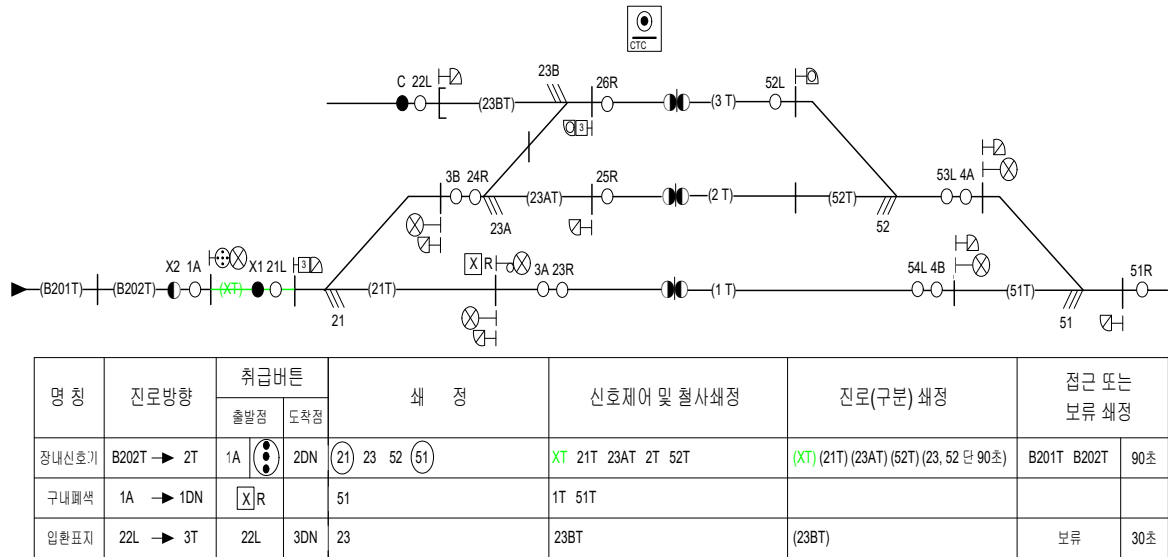 CTC
23B
C 22L (23BT) 26R (3 T) 52L
3
3B 24R (23AT) 25R (2 T) (52T) 53L 4A
23A 52
(B201T) (B202T) X2 1A (XT) X1 21L 3 (21T) X R 3A 23R (1 T) 54L 4B (51T) 51R
21 51
명 칭 진로방향 취급버튼 쇄 정 신호제어 및 철사쇄정 진로(구분) 쇄정 접근 또는
보류 쇄정
출발점 도착점
장내신호기 B202T → 2T 1A 2DN 21 23 52 51 XT 21T 23AT 2T 52T (XT) (21T) (23AT) (52T) (23, 52 단 90초) B201T B202T 90초
구내폐색 1A → 1DN X R 51 1T 51T
입환표지 22L → 3T 22L 3DN 23 23BT (23BT) 보류 30초